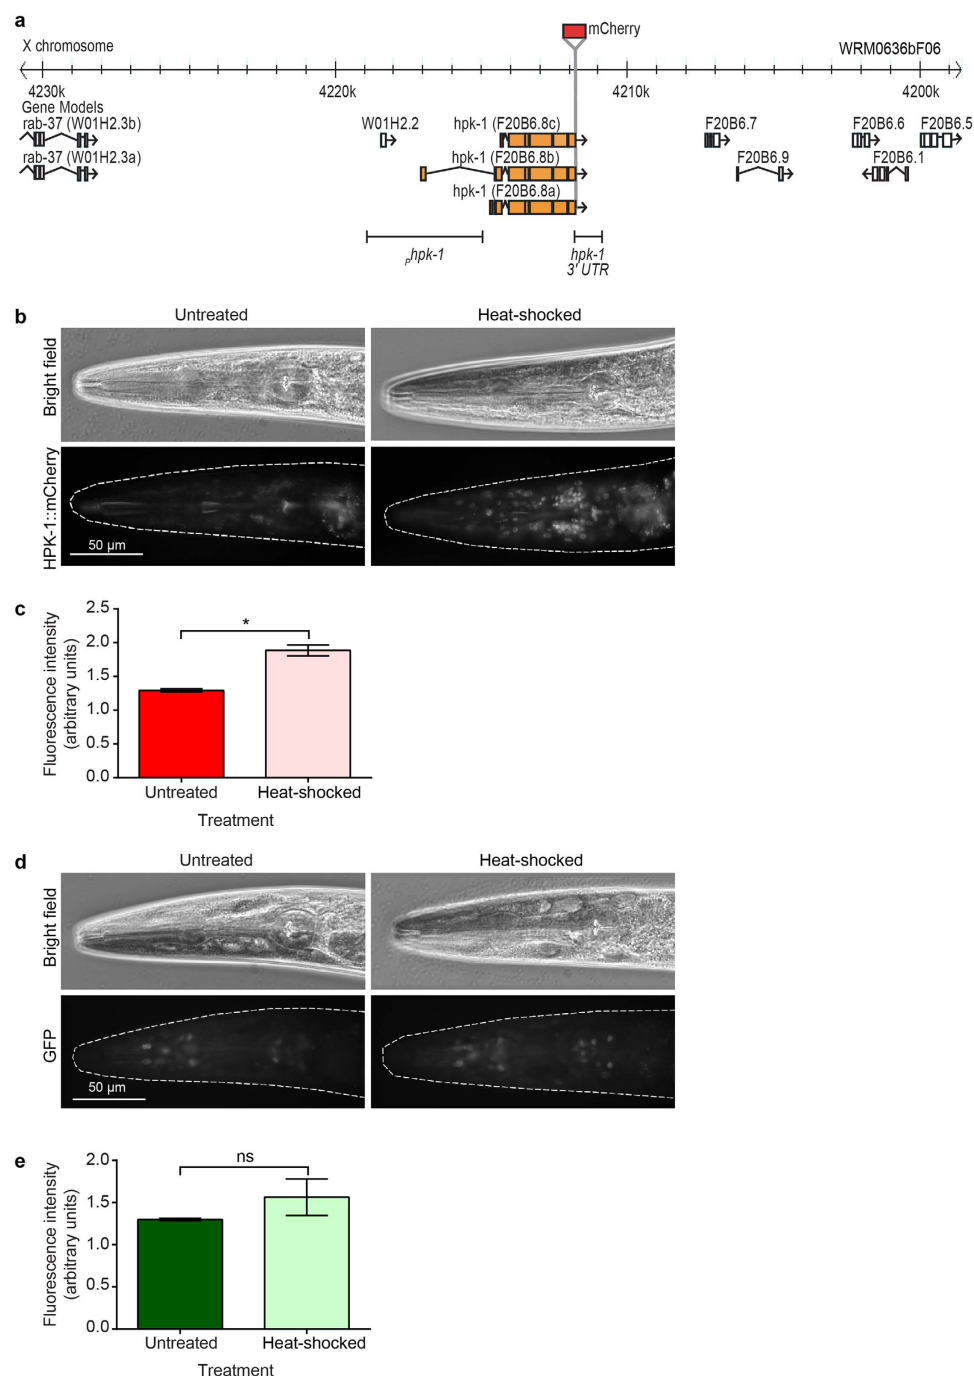 a
mCherry
X chromosome
WRM0636bF06
4230k 4220k 4210k 4200k
Gene Models
rab-37 (W01H2.3b) W01H2.2 hpk-1 (F20B6.8c) F20B6.7 F20B6.6 F20B6.5
rab-37 (W01H2.3a) hpk-1 (F20B6.8b) F20B6.9 F20B6.1
hpk-1 (F20B6.8a)
Phpk-1 hpk-1
3' UTR
b
Untreated Heat-shocked
Bright field
HPK-1::mCherry
50 µm
c
Fluorescence intensity
(arbitrary units)
2.5
2.0
1.5
1.0
0.5
0.0
*
Untreated Heat-shocked
Treatment
d
Untreated Heat-shocked
Bright field
GFP
50 µm
e
Fluorescence intensity
(arbitrary units)
2.0
1.5
1.0
0.5
0.0
ns
Untreated Heat-shocked
Treatment